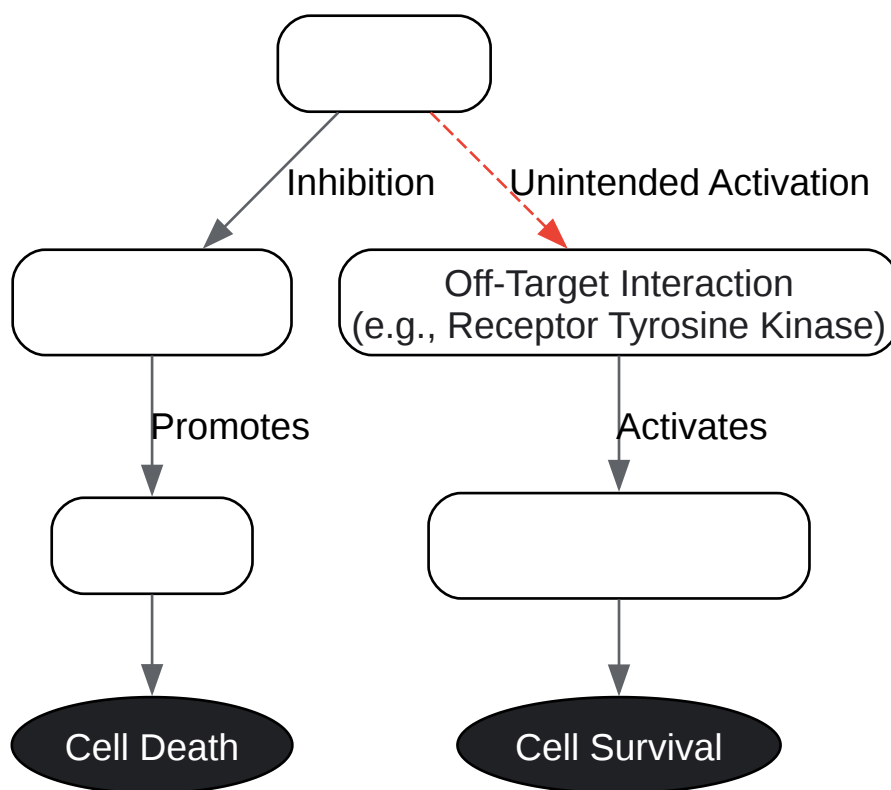 Inhibition
Unintended Activation
Off-Target Interaction
(e.g., Receptor Tyrosine Kinase)
Promotes
Activates
Cell Death
Cell Survival